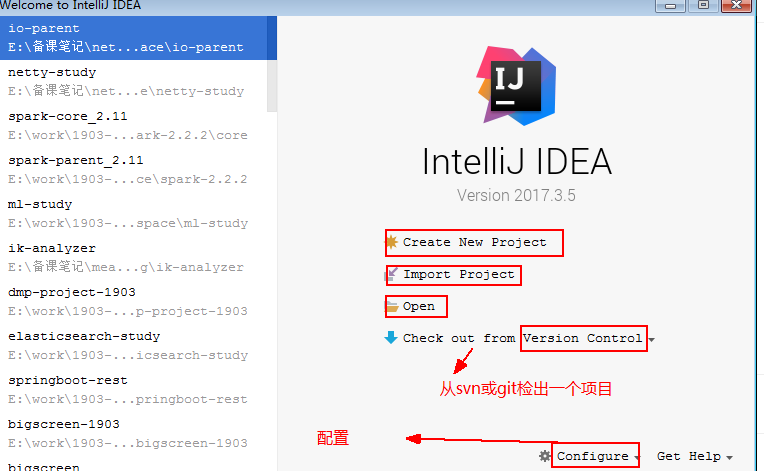 Welcome to IntelliJ IDEA
io-parent
E:\备课笔记\net...ace\io-parent
netty-study
E:\备课笔记\net...e\netty-study
spark-core_2.11
E:\work\1903-...ark-2.2.2\core
spark-parent_2.11
E:\work\1903-...ce\spark-2.2.2
ml-study
E:\work\1903-...space\ml-study
ik-analyzer
E:\备课笔记\mea...g\ik-analyzer
dmp-project-1903
E:\work\1903-...p-project-1903
elasticsearch-study
E:\work\1903-...icsearch-study
springboot-rest
E:\work\1903-...pringboot-rest
bigscreen-1903
E:\work\1903-...bigscreen-1903
bigscreen
IJ
IntelliJ IDEA
Version 2017.3.5
Create New Project
Import Project
Open
Check out from Version Control
从svn或git检出一个项目
配置
Configure
Get Help